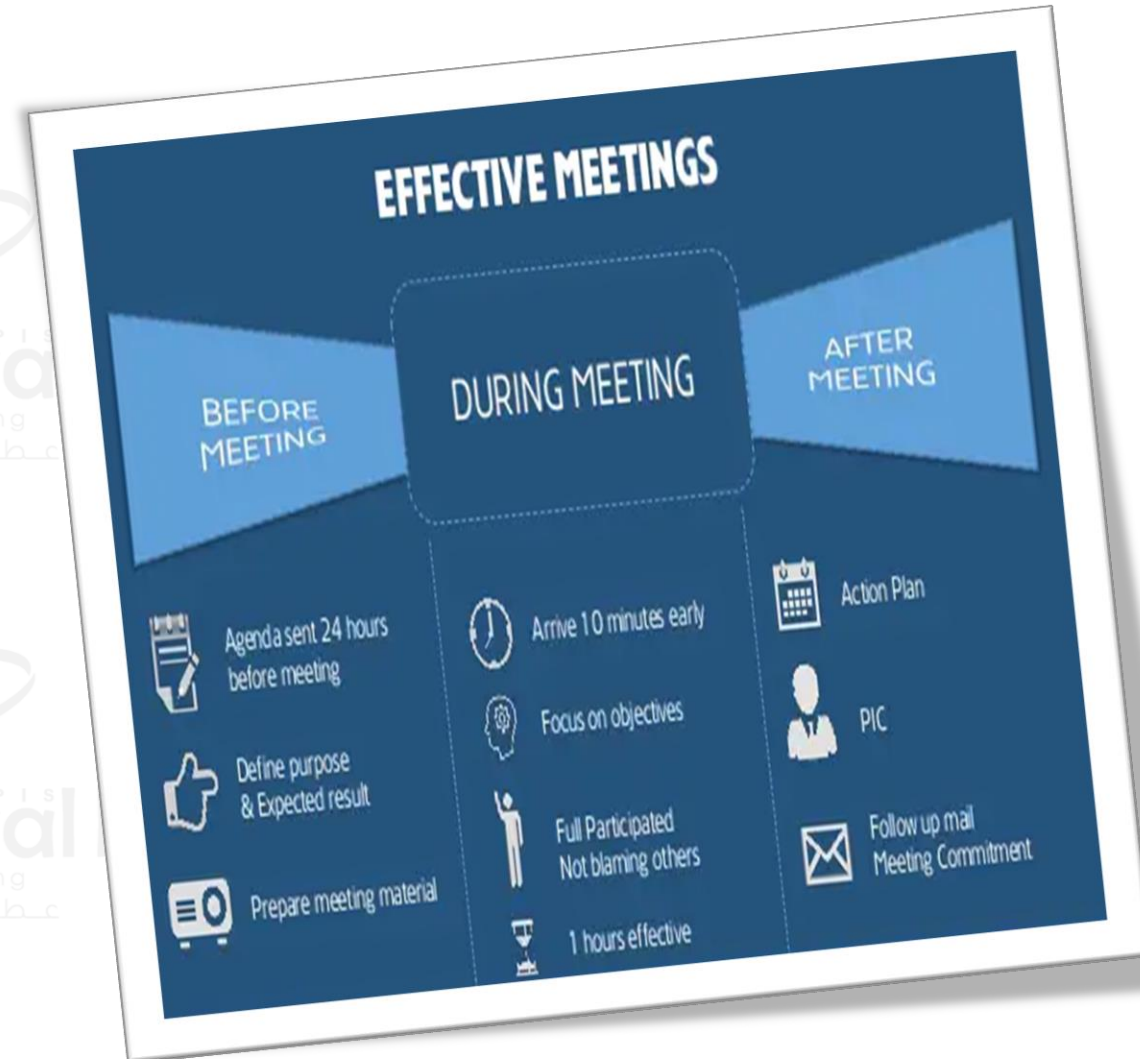 EFFECTIVE MEETINGS
BEFORE
MEETING
DURING MEETING
AFTER
MEETING
Agenda sent 24 hours
before meeting
Define purpose
& Expected result
Prepare meeting material
Arrive 10 minutes early
Focus on objectives
Full Participated
Not blaming others
1 hours effective
Action Plan
PIC
Follow up mail
Meeting Commitment